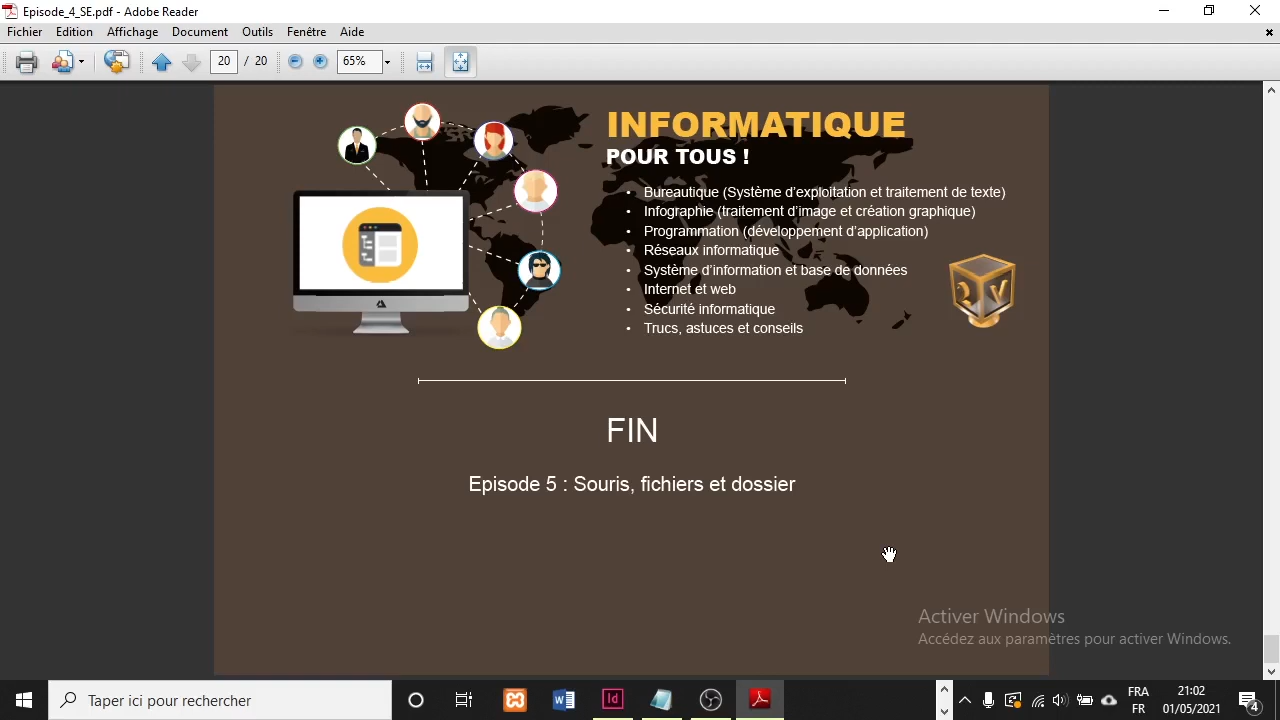 Episode_4_SE.pdf - Adobe Reader
Fichier Edition Affichage Document Outils Fenêtre Aide
20 / 20 65%
INFORMATIQUE
POUR TOUS !
• Bureautique (Système d'exploitation et traitement de texte)
• Infographie (traitement d'image et création graphique)
• Programmation (développement d'application)
• Réseaux informatique
• Système d'information et base de données
• Internet et web
• Sécurité informatique
• Trucs, astuces et conseils
FIN
Episode 5 : Souris, fichiers et dossier
Activer Windows
Accédez aux paramètres pour activer Windows.
Taper ici pour rechercher
Id
FRA
FR
21:02
01/05/2021
4